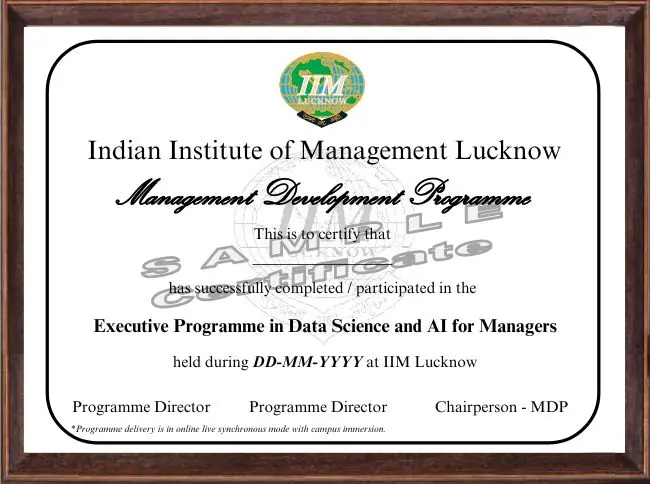 IIM
LUCKNOW
Indian Institute of Management Lucknow
Management Development Programme
This is to certify that
SAMPLE
certificate
has successfully completed / participated in the
Executive Programme in Data Science and AI for Managers
held during DD-MM-YYYY at IIM Lucknow
Programme Director Programme Director Chairperson - MDP
*Programme delivery is in online live synchronous mode with campus immersion.